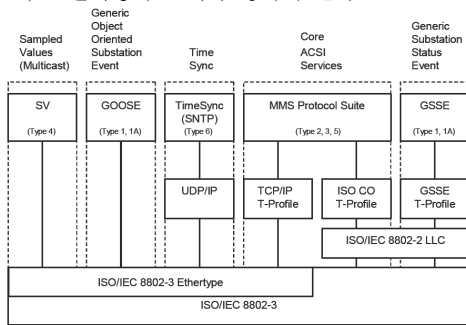 Sampled
Values
(Multicast)
Generic
Object
Oriented
Substation
Event
Time
Sync
Core
ACSI
Services
Generic
Substation
Status
Event
SV
(Type 4)
GOOSE
(Type 1, 1A)
TimeSync
(SNTP)
(Type 6)
MMS Protocol Suite
(Type 2, 3, 5)
GSSE
(Type 1, 1A)
UDP/IP
TCP/IP
T-Profile
ISO CO
T-Profile
GSSE
T-Profile
ISO/IEC 8802-2 LLC
ISO/IEC 8802-3 Ethertype
ISO/IEC 8802-3